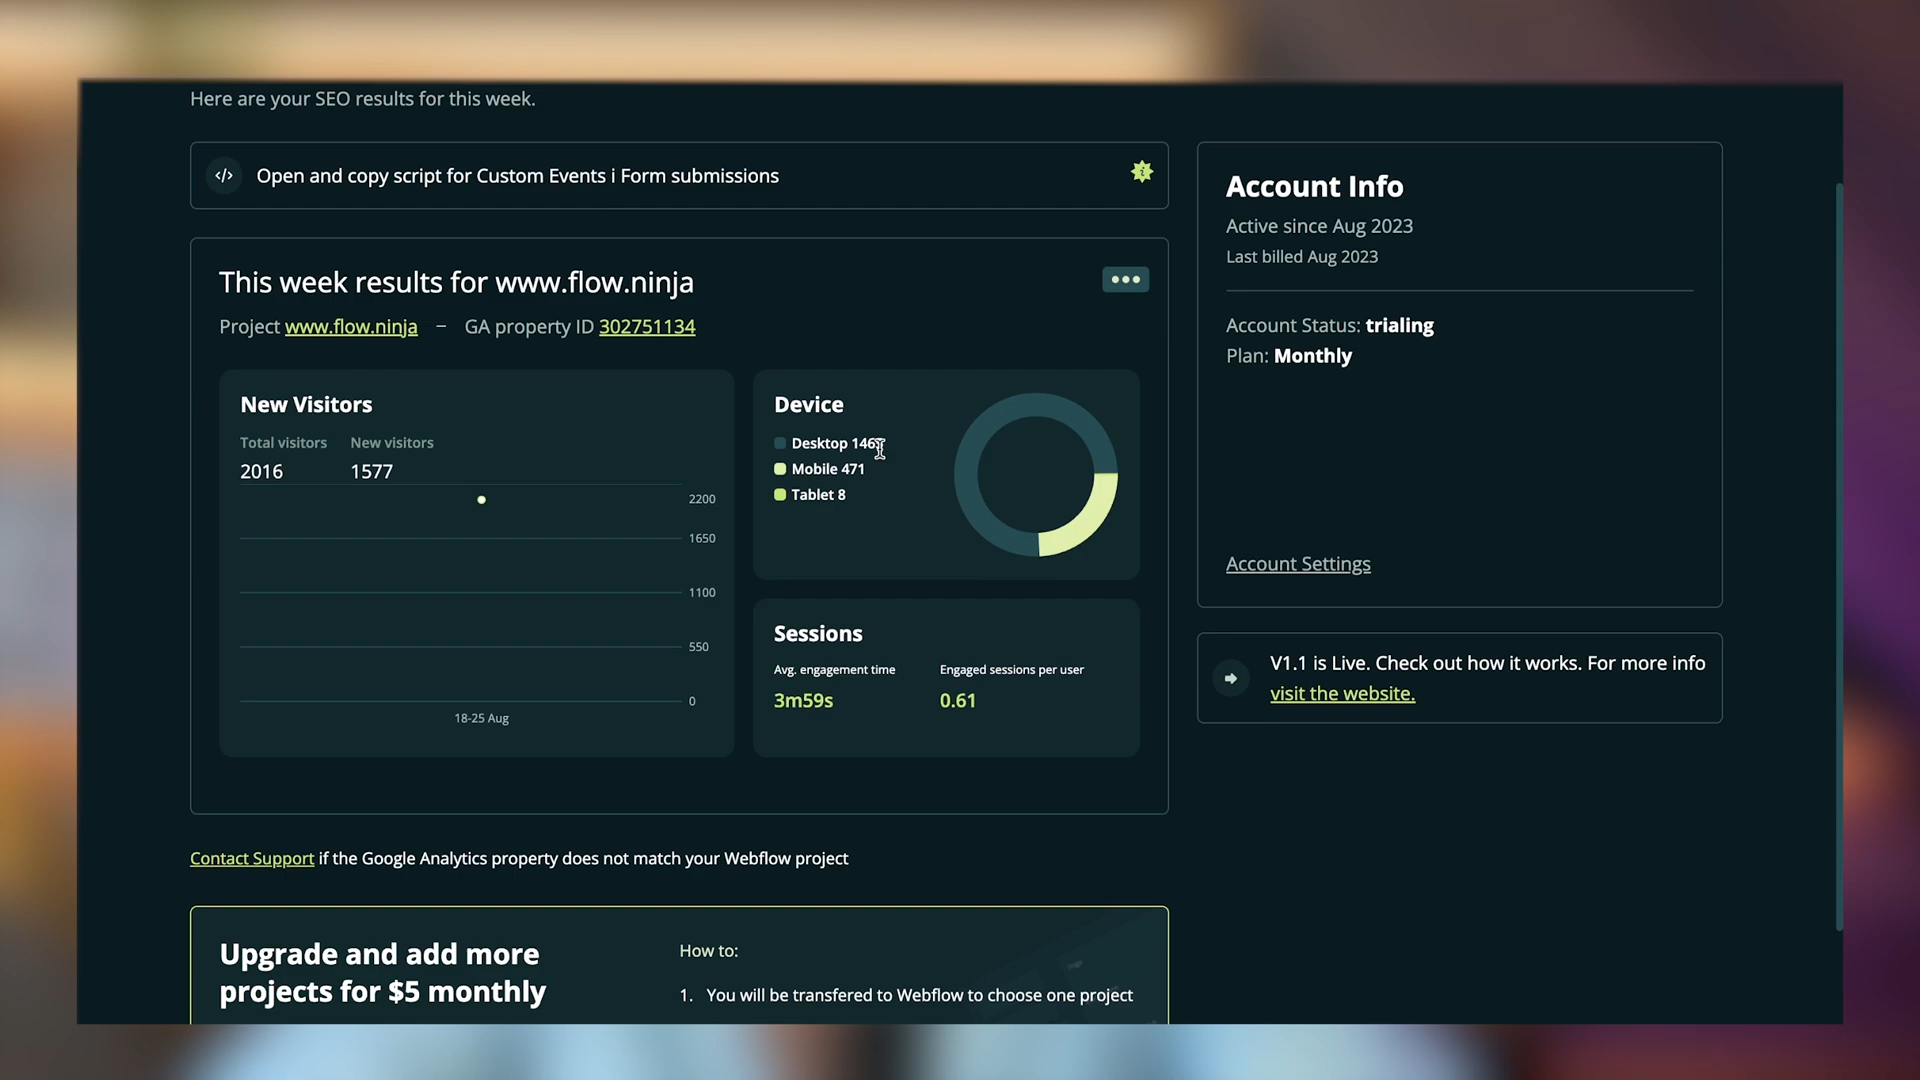 Here are your SEO results for this week.
</> Open and copy script for Custom Events i Form submissions
i
This week results for www.flow.ninja
Project www.flow.ninja – GA property ID 302751134
New Visitors
Total visitors New visitors
2016 1577
2200
1650
1100
550
0
18-25 Aug
Device
Desktop
Mobile 471
Tablet 8
Sessions
Avg. engagement time Engaged sessions per user
3m59s 0.61
Account Info
Active since Aug 2023
Last billed Aug 2023
Account Status: trialing
Plan: Monthly
Account Settings
V1.1 is Live. Check out how it works. For more info
visit the website.
Contact Support if the Google Analytics property does not match your Webflow project
Upgrade and add more
projects for $5 monthly
How to:
1. You will be transfered to Webflow to choose one project